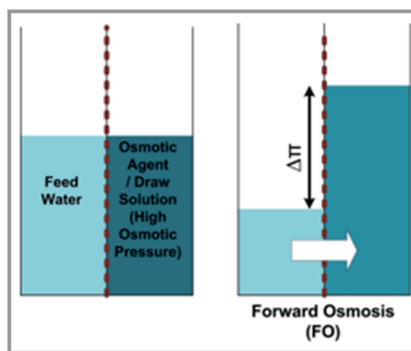 Feed
Water
Osmotic
Agent
/ Draw
Solution
(High
Osmotic
Pressure)
Δπ
Forward Osmosis
(FO)